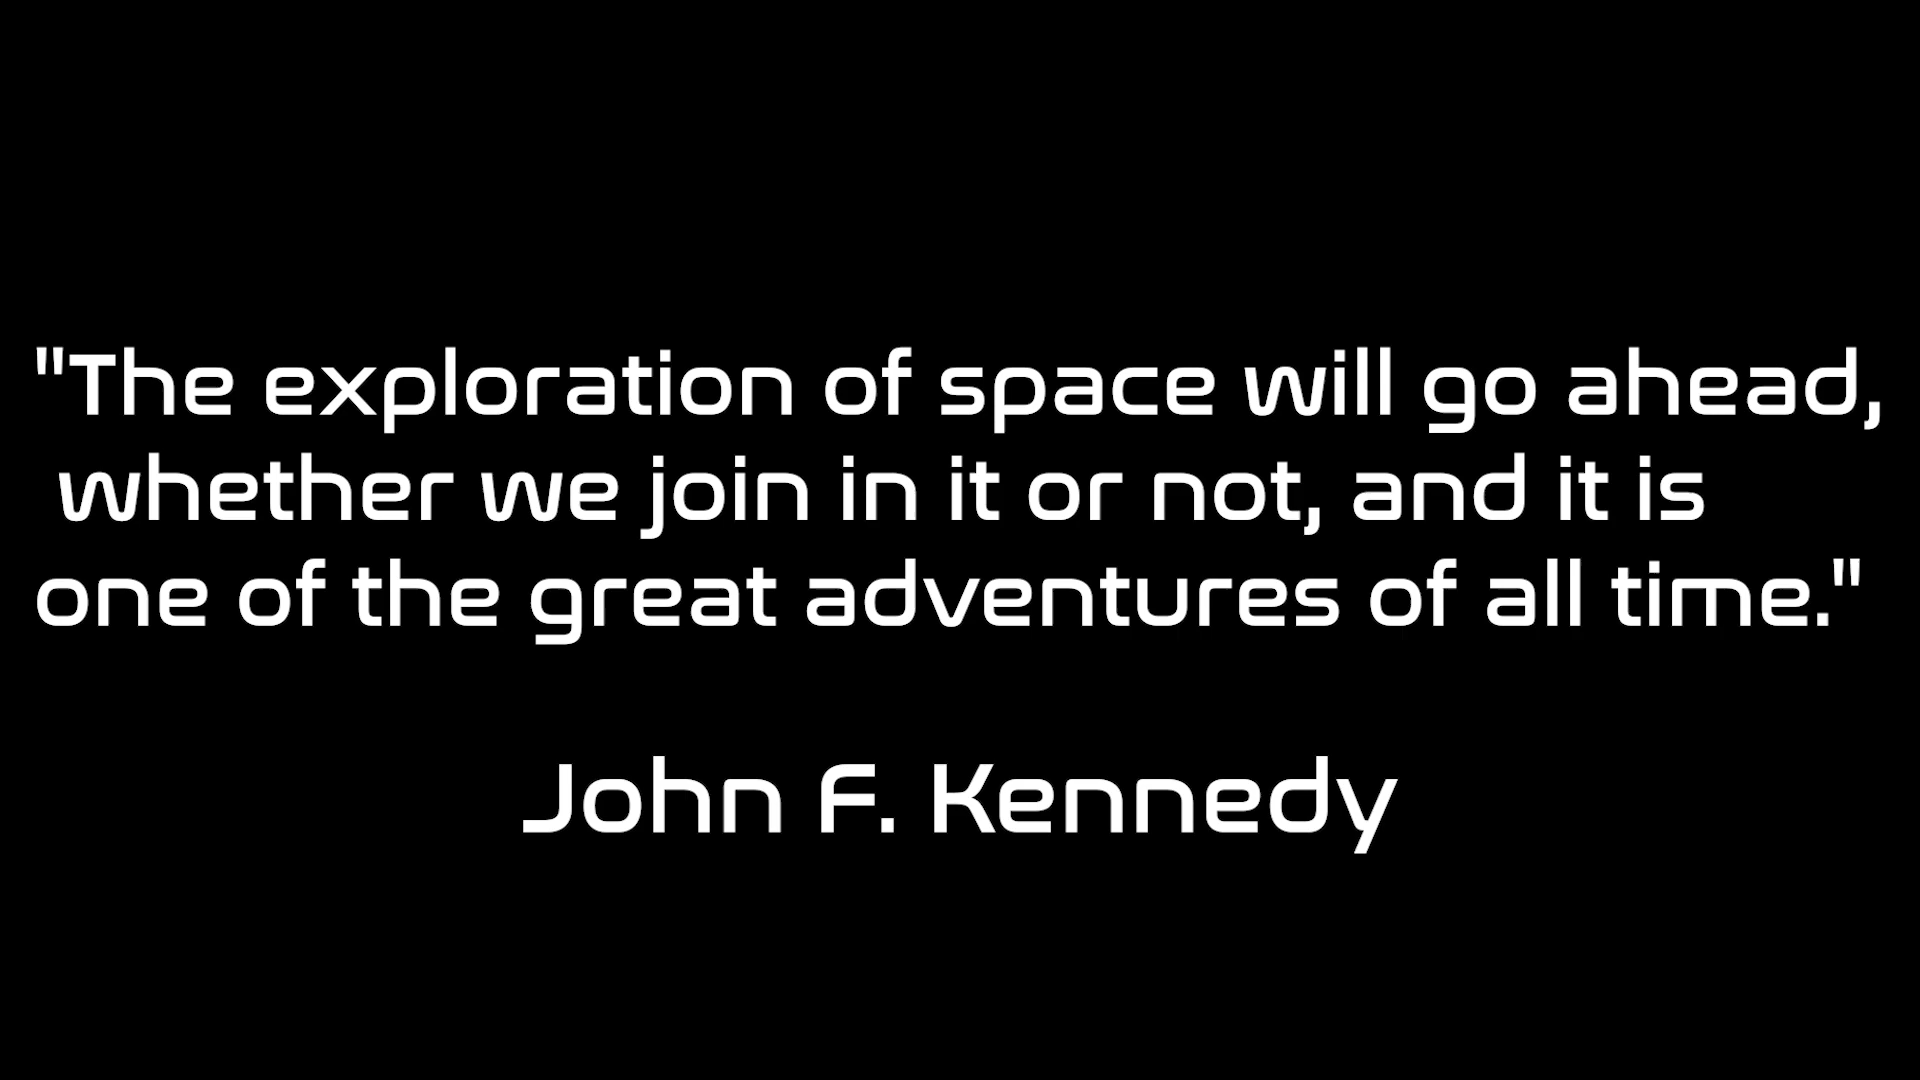 "The exploration of space will go ahead,
whether we join in it or not, and it is
one of the great adventures of all time."
John F. Kennedy